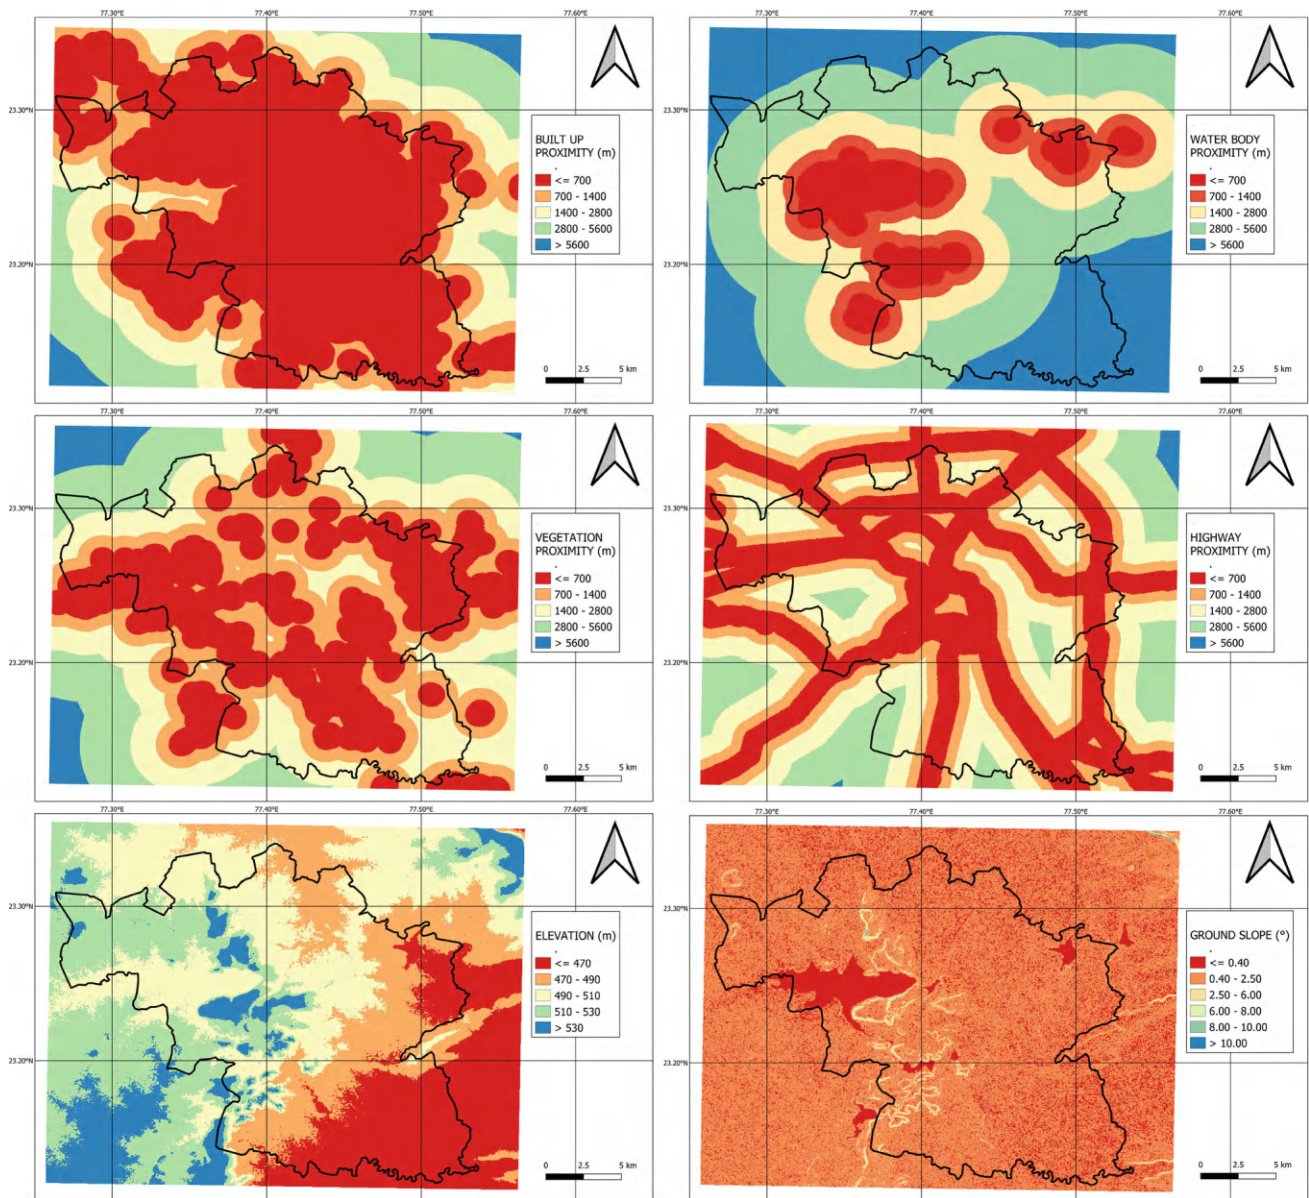 77.30°E 77.40°E 77.50°E 77.60°E
23.30°N
23.20°N
BUILT UP
PROXIMITY (m)
.
<= 700
700 - 1400
1400 - 2800
2800 - 5600
> 5600
0 2.5 5 km
77.30°E 77.40°E 77.50°E 77.60°E
23.30°N
23.20°N
WATER BODY
PROXIMITY (m)
.
<= 700
700 - 1400
1400 - 2800
2800 - 5600
> 5600
0 2.5 5 km
77.30°E 77.40°E 77.50°E 77.60°E
23.30°N
23.20°N
VEGETATION
PROXIMITY (m)
.
<= 700
700 - 1400
1400 - 2800
2800 - 5600
> 5600
0 2.5 5 km
77.30°E 77.40°E 77.50°E 77.60°E
23.30°N
23.20°N
HIGHWAY
PROXIMITY (m)
.
<= 700
700 - 1400
1400 - 2800
2800 - 5600
> 5600
0 2.5 5 km
77.30°E 77.40°E 77.50°E 77.60°E
23.30°N
23.20°N
ELEVATION (m)
.
<= 470
470 - 490
490 - 510
510 - 530
> 530
0 2.5 5 km
77.30°E 77.40°E 77.50°E 77.60°E
23.30°N
23.20°N
GROUND SLOPE (°)
.
<= 0.40
0.40 - 2.50
2.50 - 6.00
6.00 - 8.00
8.00 - 10.00
> 10.00
0 2.5 5 km